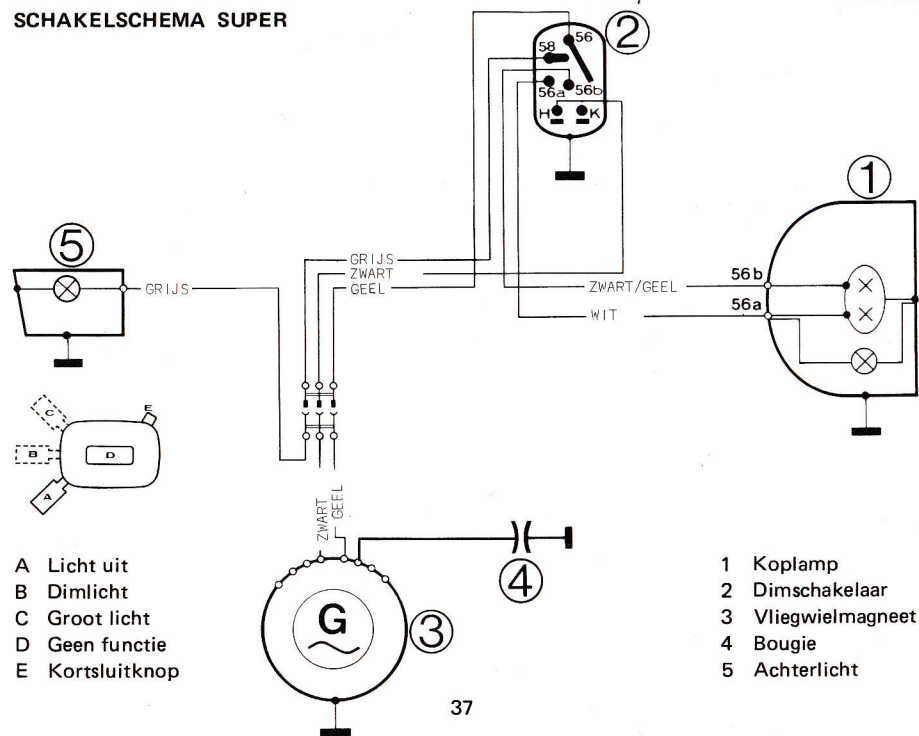 SCHAKELSCHEMA SUPER
2
56
58
56a
56b
H
K
1
5
GRIJS
GRIJS
ZWART
GEEL
56b
ZWART/GEEL
56a
WIT
C
E
B
D
A
ZWART
GEEL
4
G
3
A Licht uit
B Dimlicht
C Groot licht
D Geen functie
E Kortsluitknop
1 Koplamp
2 Dimschakelaar
3 Vliegwielmagneet
4 Bougie
5 Achterlicht
37